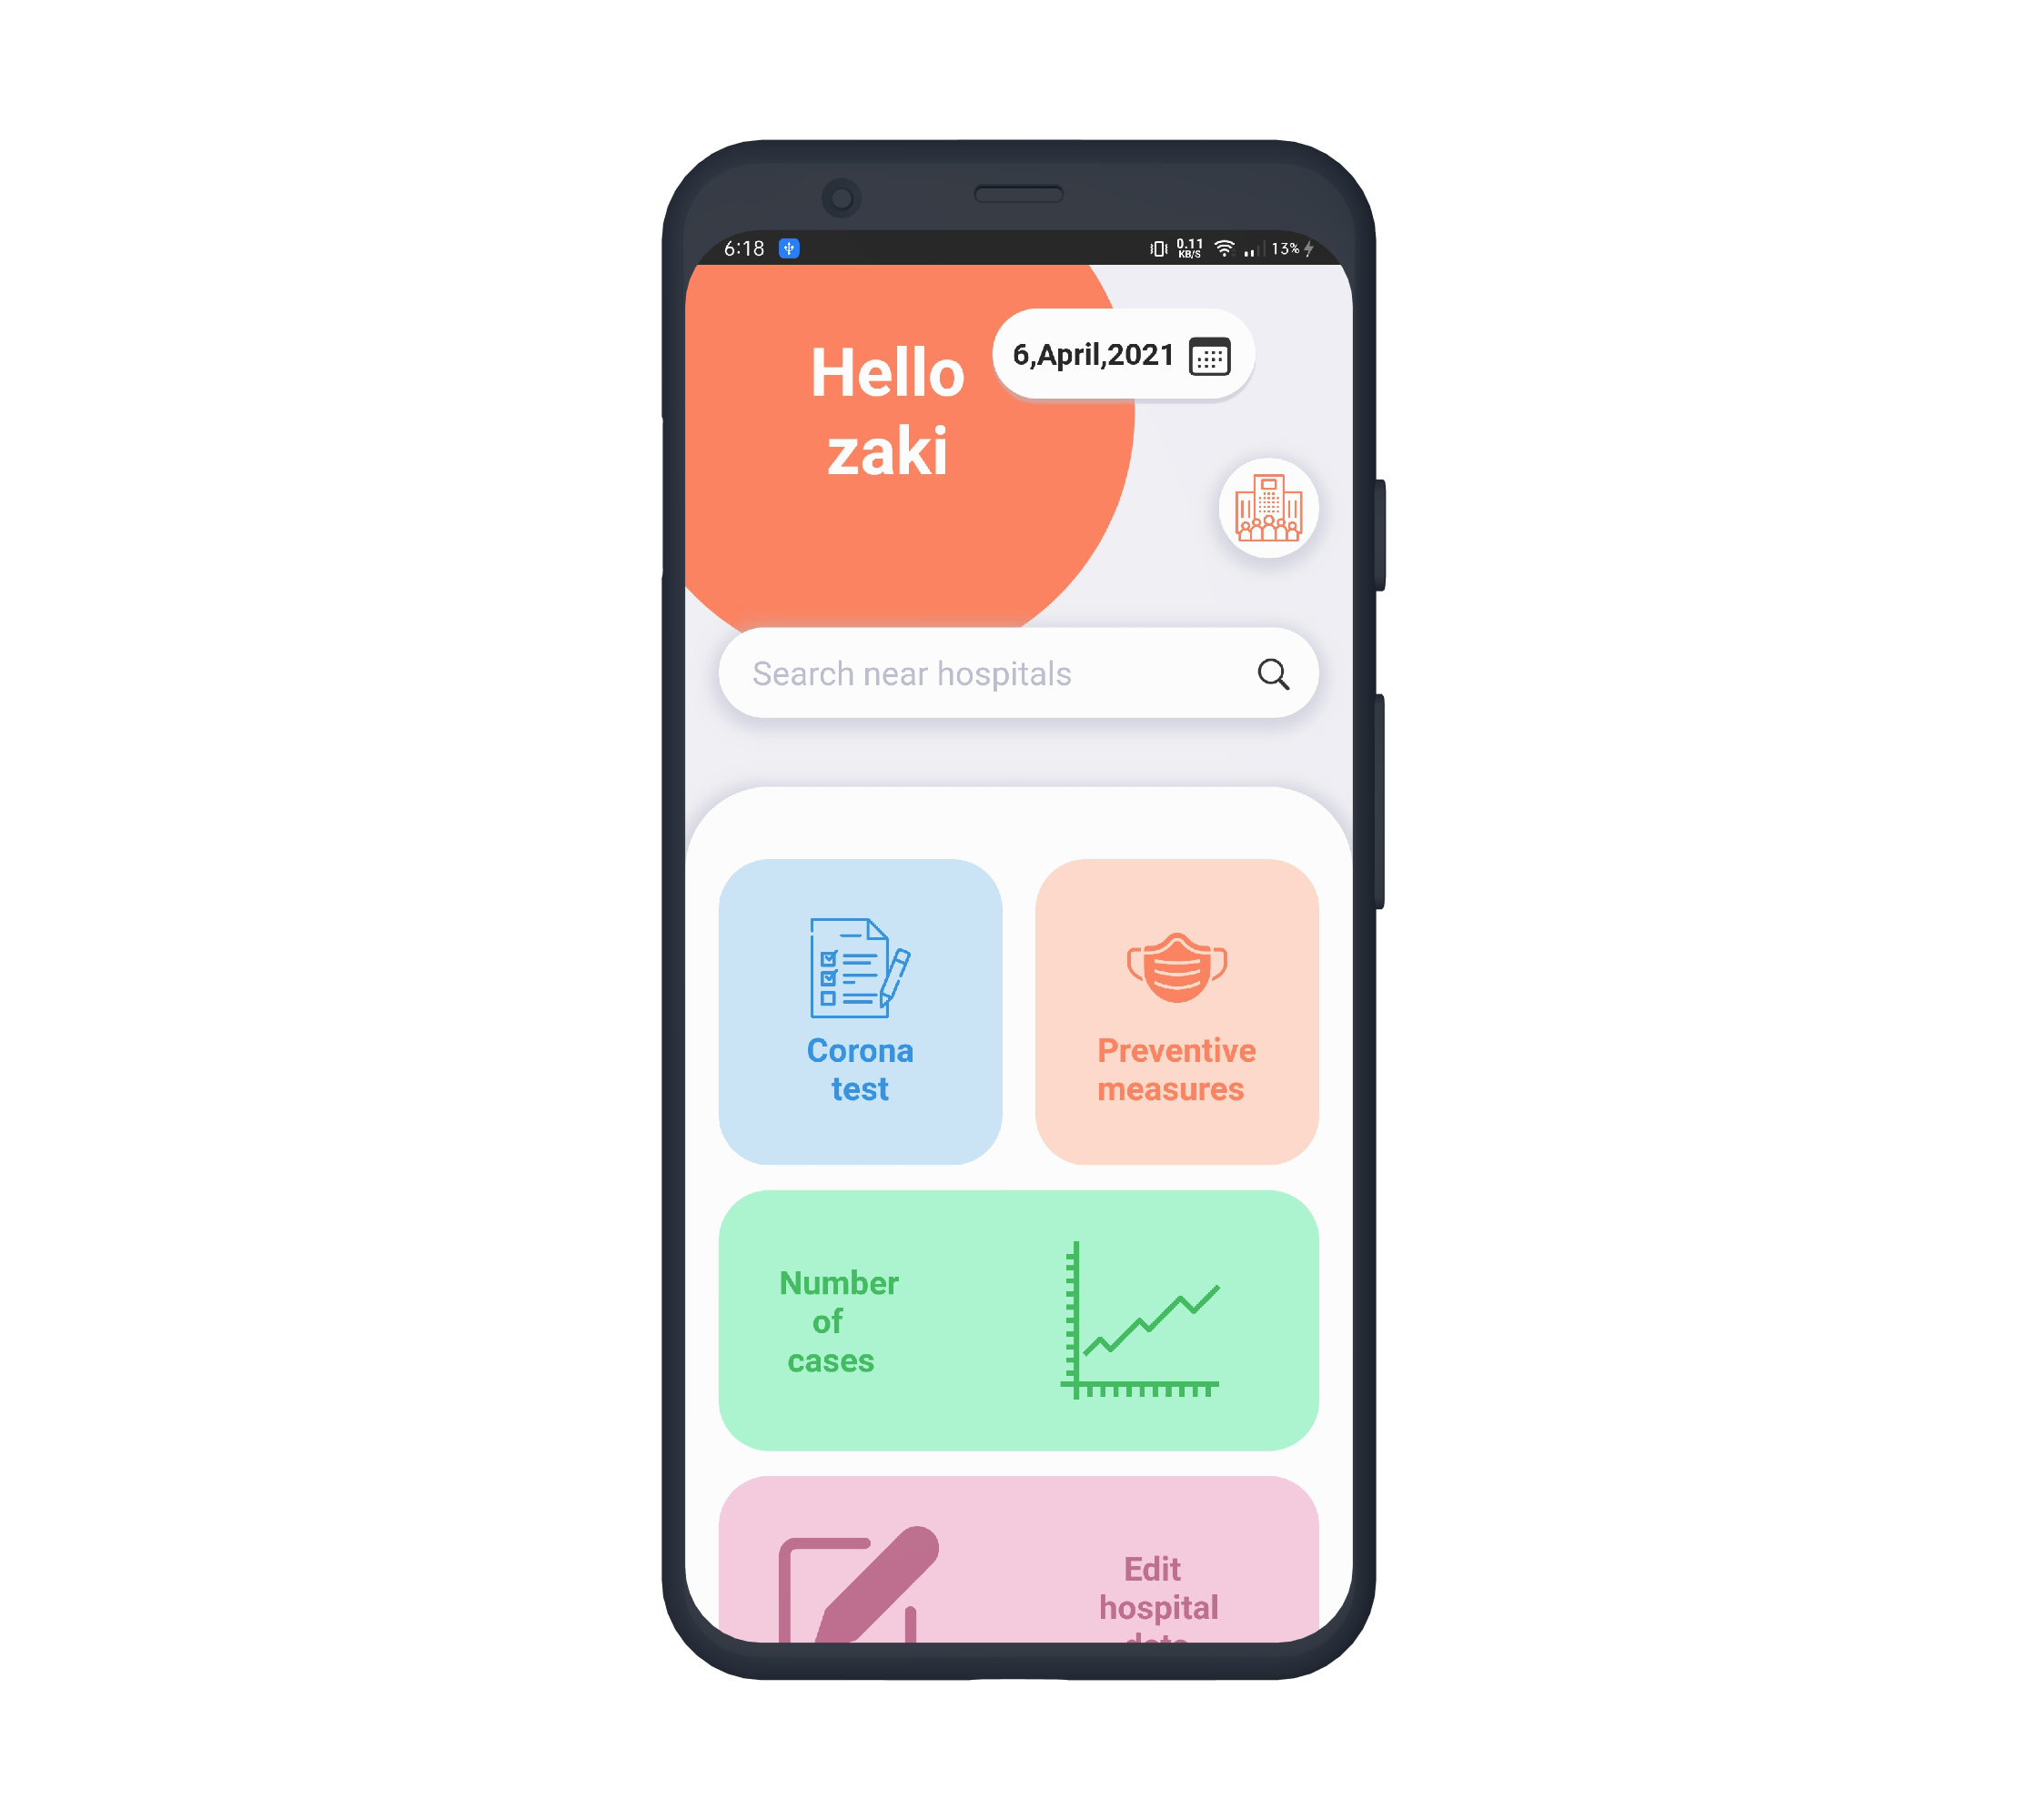 6:18
0.11
KB/S
13%
Hello
zaki
6,April,2021
Search near hospitals
Corona
test
Preventive
measures
Number
of
cases
Edit
hospital